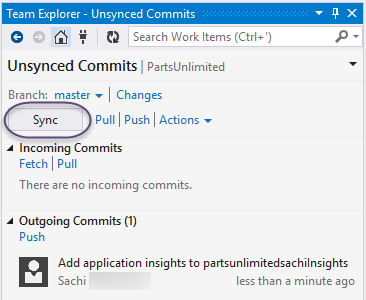 Team Explorer - Unsynced Commits
Search Work Items (Ctrl+')
Unsynced Commits | PartsUnlimited
Branch: master | Changes
Sync Pull | Push | Actions
Incoming Commits
Fetch | Pull
There are no incoming commits.
Outgoing Commits (1)
Push
Add application insights to partsunlimitedsachiInsights
Sachi less than a minute ago